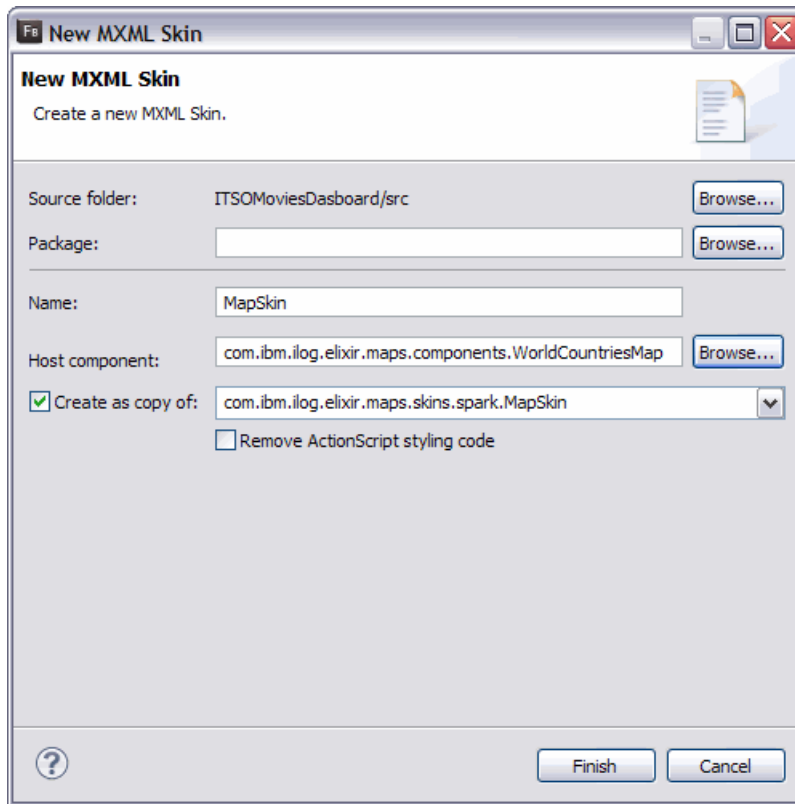 FB New MXML Skin
New MXML Skin
Create a new MXML Skin.
Source folder: ITSOMoviesDasboard/src Browse...
Package: Browse...
Name: MapSkin
Host component: com.ibm.ilog.elixir.maps.components.WorldCountriesMap Browse...
Create as copy of: com.ibm.ilog.elixir.maps.skins.spark.MapSkin
Remove ActionScript styling code
? Finish Cancel